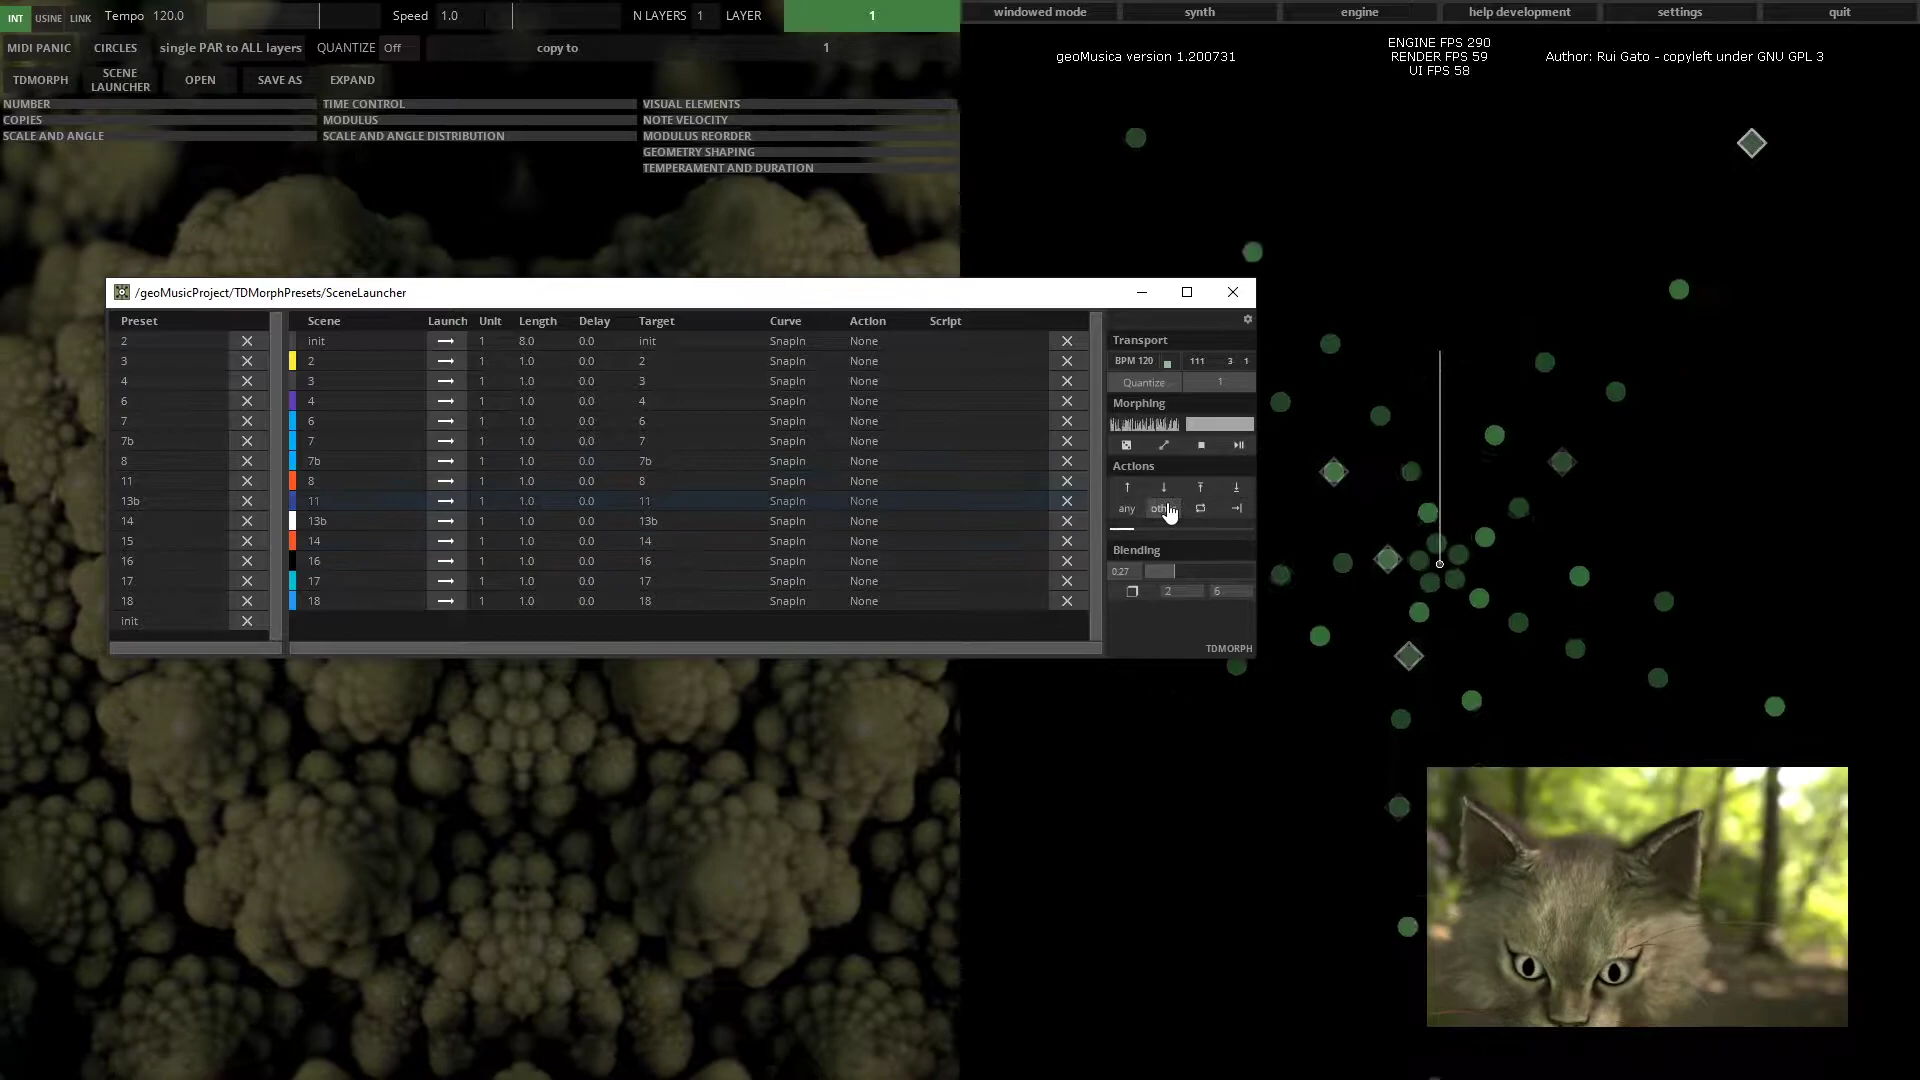 INT USINE LINK Tempo 120.0 Speed 1.0 N LAYERS 1 LAYER 1
windowed mode synth engine help development settings quit
MIDI PANIC CIRCLES single PAR to ALL layers QUANTIZE Off copy to 1
geoMusica version 1.200731
ENGINE FPS 290
RENDER FPS 59
UI FPS 58
Author: Rui Gato - copyleft under GNU GPL 3
TDMORPH SCENE LAUNCHER OPEN SAVE AS EXPAND
NUMBER TIME CONTROL VISUAL ELEMENTS
COPIES MODULUS NOTE VELOCITY
SCALE AND ANGLE SCALE AND ANGLE DISTRIBUTION MODULUS REORDER
GEOMETRY SHAPING
TEMPERAMENT AND DURATION
/geoMusicProject/TDMorphPresets/SceneLauncher
Preset Scene Launch Unit Length Delay Target Curve Action Script
2 init 1 8.0 0.0 init SnapIn None
3 2 1 1.0 0.0 2 SnapIn None
4 3 1 1.0 0.0 3 SnapIn None
6 4 1 1.0 0.0 4 SnapIn None
7 6 1 1.0 0.0 6 SnapIn None
7b 7 1 1.0 0.0 7 SnapIn None
8 7b 1 1.0 0.0 7b SnapIn None
11 8 1 1.0 0.0 8 SnapIn None
13b 11 1 1.0 0.0 11 SnapIn None
14 13b 1 1.0 0.0 13b SnapIn None
15 14 1 1.0 0.0 14 SnapIn None
16 16 1 1.0 0.0 16 SnapIn None
17 17 1 1.0 0.0 17 SnapIn None
18 18 1 1.0 0.0 18 SnapIn None
init
Transport
BPM 120 111 3 1
Quantize 1
Morphing
Actions
any
Blending
0.27
2 6
TDMORPH